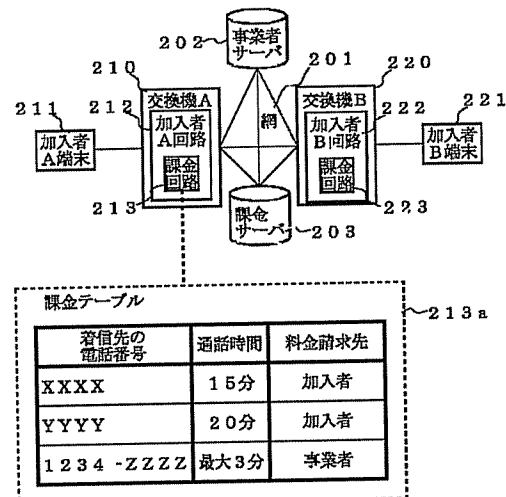 202
事業者
サーバ
201
210
220
交換機A
交換機B
212
加入者
A回路
網
加入者
B回路
222
211
221
加入者
A端末
加入者
B端末
課金
回路
課金
回路
213
223
課金
サーバ
203
課金テーブル
213a
着信先の
電話番号
通話時間
料金請求先
XXXX
15分
加入者
YYYY
20分
加入者
1234-ZZZZ
最大3分
事業者